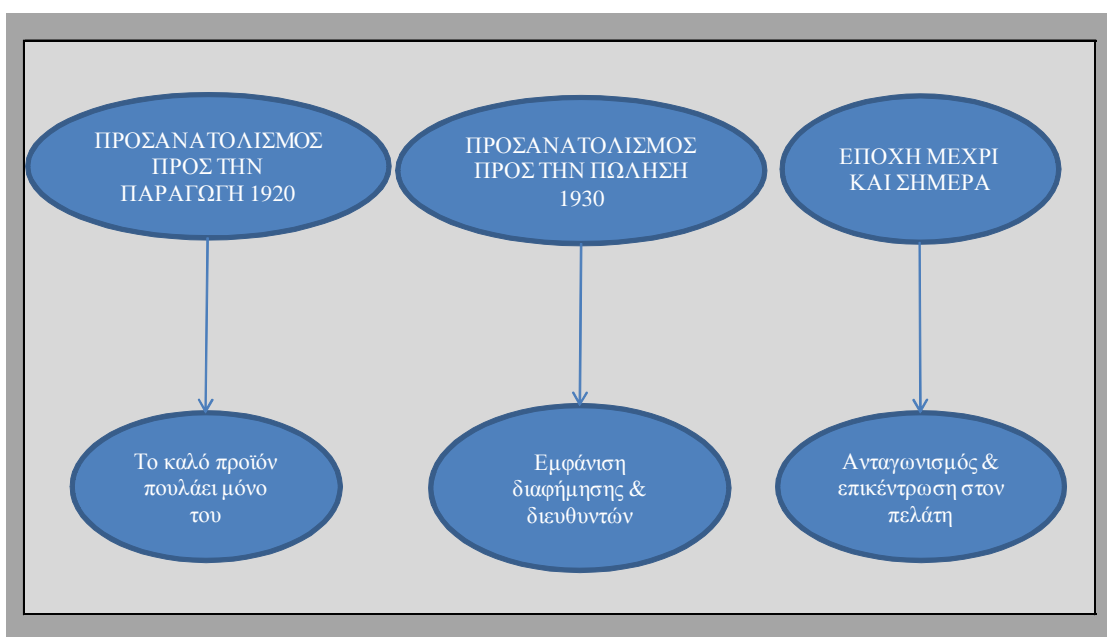 ΠΡΟΣΑΝΑΤΟΛΙΣΜΟΣ
ΠΡΟΣ ΤΗΝ
ΠΑΡΑΓΩΓΗ 1920
ΠΡΟΣΑΝΑΤΟΛΙΣΜΟΣ
ΠΡΟΣ ΤΗΝ ΠΩΛΗΣΗ
1930
ΕΠΟΧΗ ΜΕΧΡΙ
ΚΑΙ ΣΗΜΕΡΑ
Το καλό προϊόν
πουλάει μόνο
του
Εμφάνιση
διαφήμησης &
διευθυντών
Ανταγωνισμός &
επικέντρωση στον
πελάτη